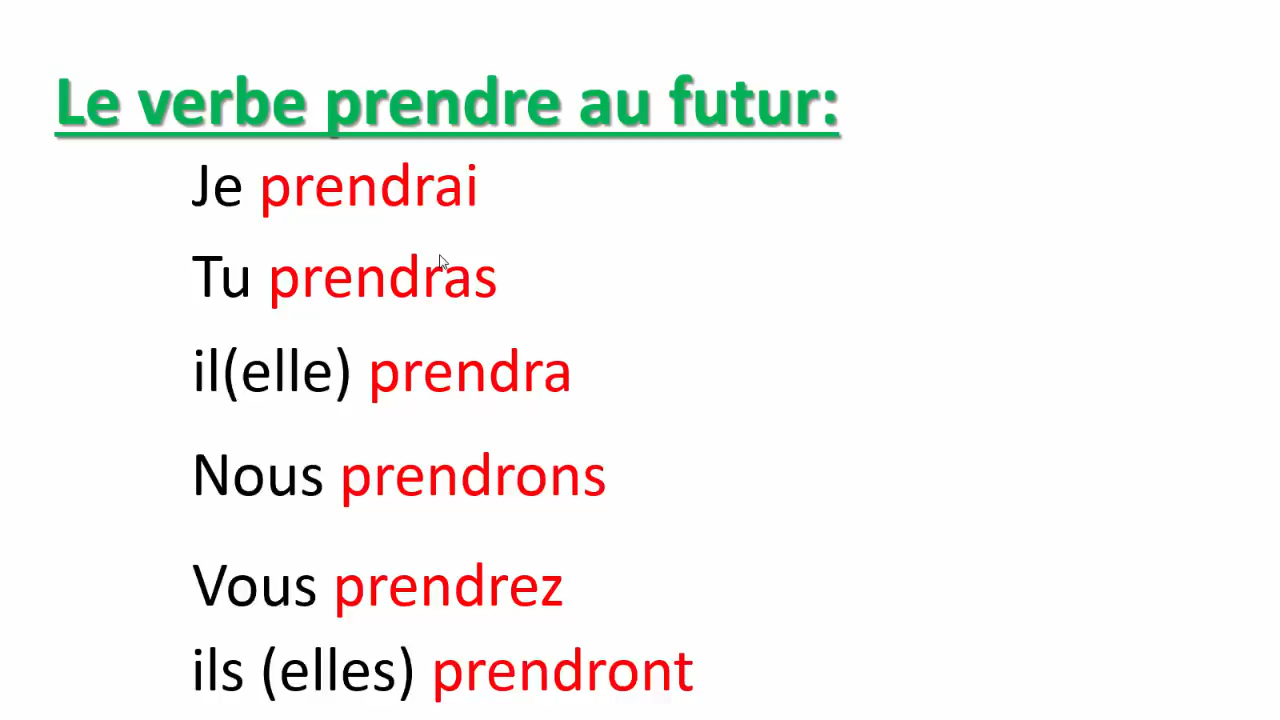 Le verbe prendre au futur:
Je prendrai
Tu prendras
il(elle) prendra
Nous prendrons
Vous prendrez
ils (elles) prendront